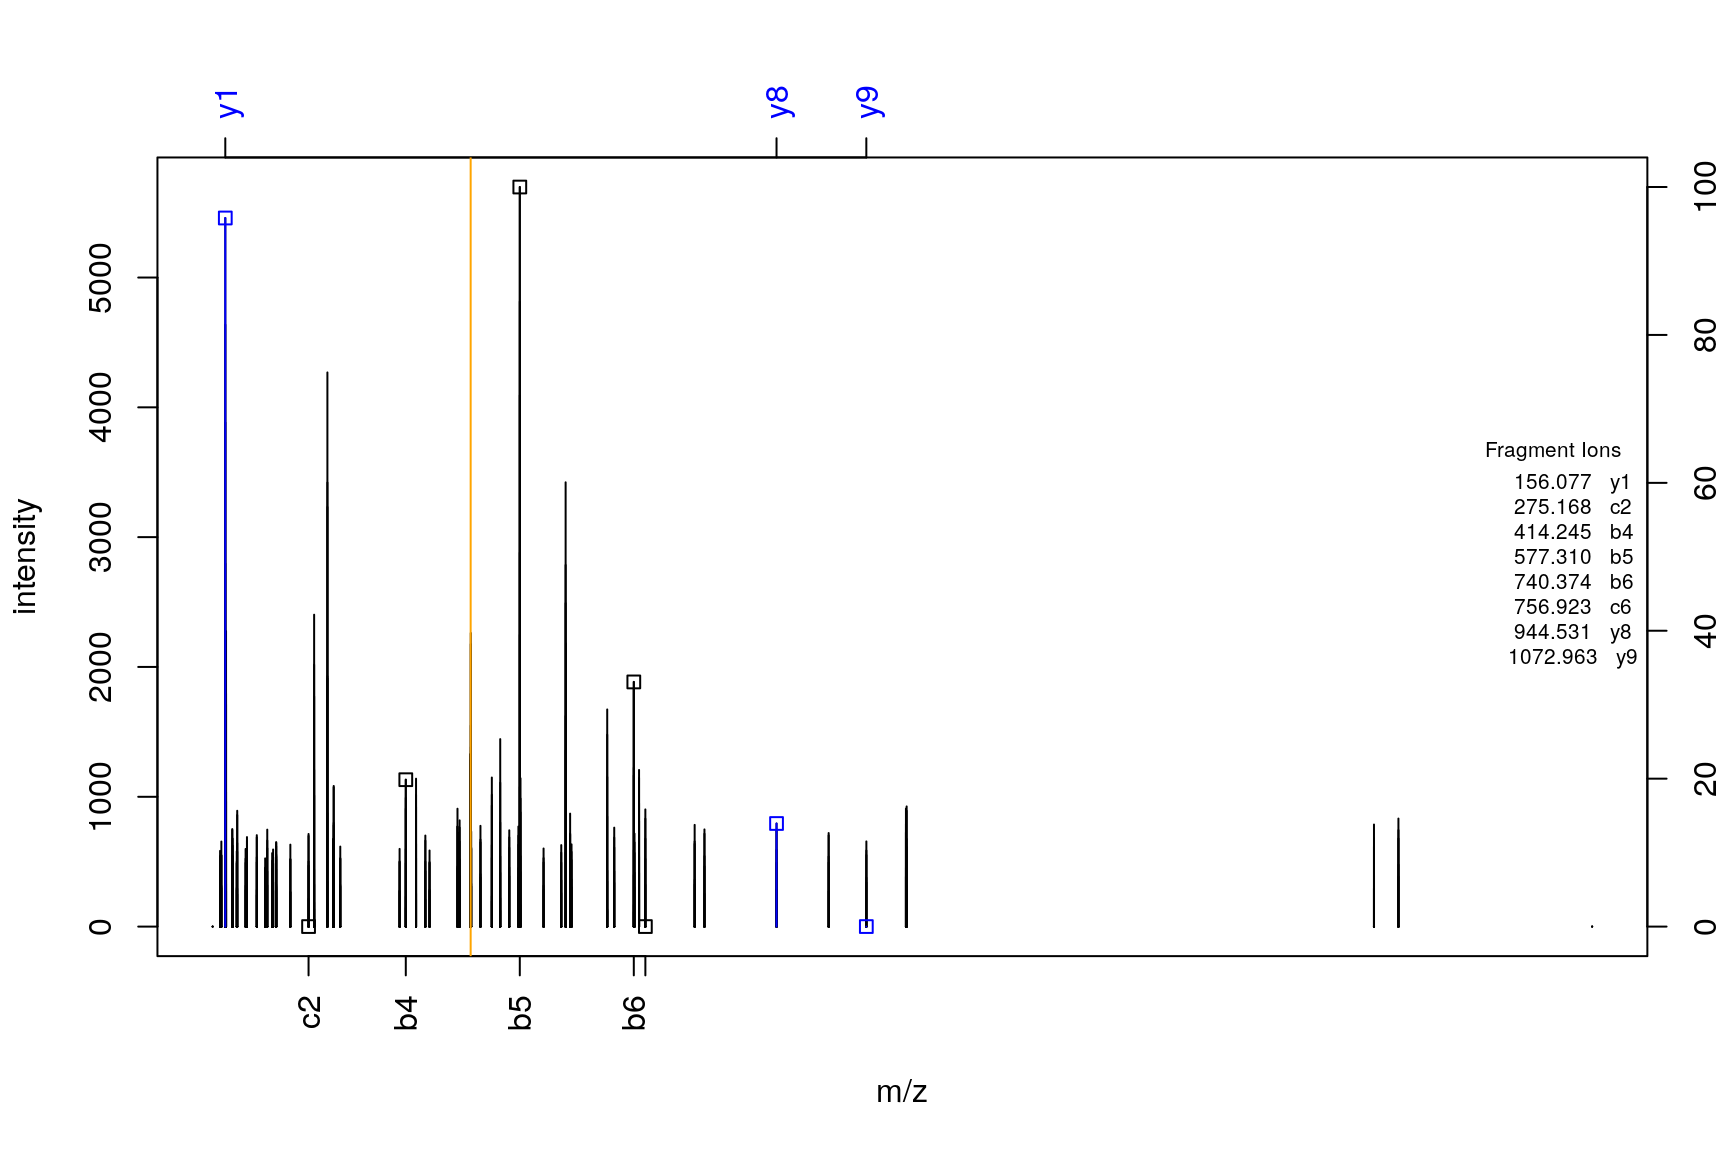 y1 y8 y9
100
80
60
40
20
0
5000
4000
3000
2000
1000
0
intensity
Fragment Ions
156.077 y1
275.168 c2
414.245 b4
577.310 b5
740.374 b6
756.923 c6
944.531 y8
1072.963 y9
c2 b4 b5 b6
m/z